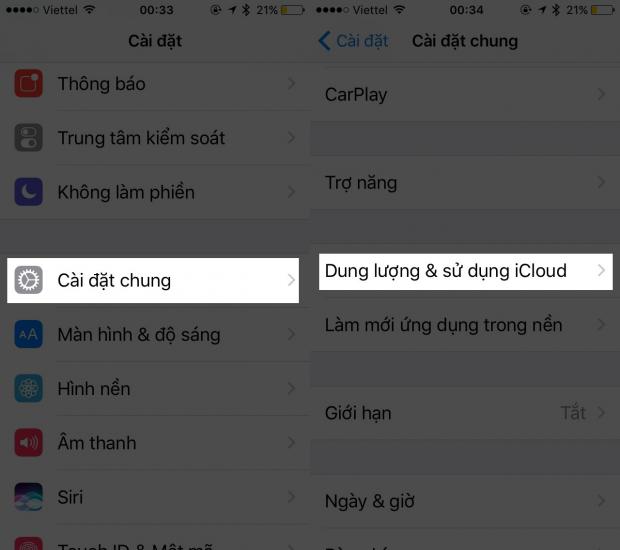 Viettel 00:33 21%
Cài đặt
Thông báo
Trung tâm kiểm soát
Không làm phiền
Cài đặt chung
AA Màn hình & độ sáng
Hình nền
Âm thanh
Siri
Touch ID & Mật mã
Viettel 00:34 21%
Cài đặt Cài đặt chung
CarPlay
Trợ năng
Dung lượng & sử dụng iCloud
Làm mới ứng dụng trong nền
Giới hạn Tắt
Ngày & giờ